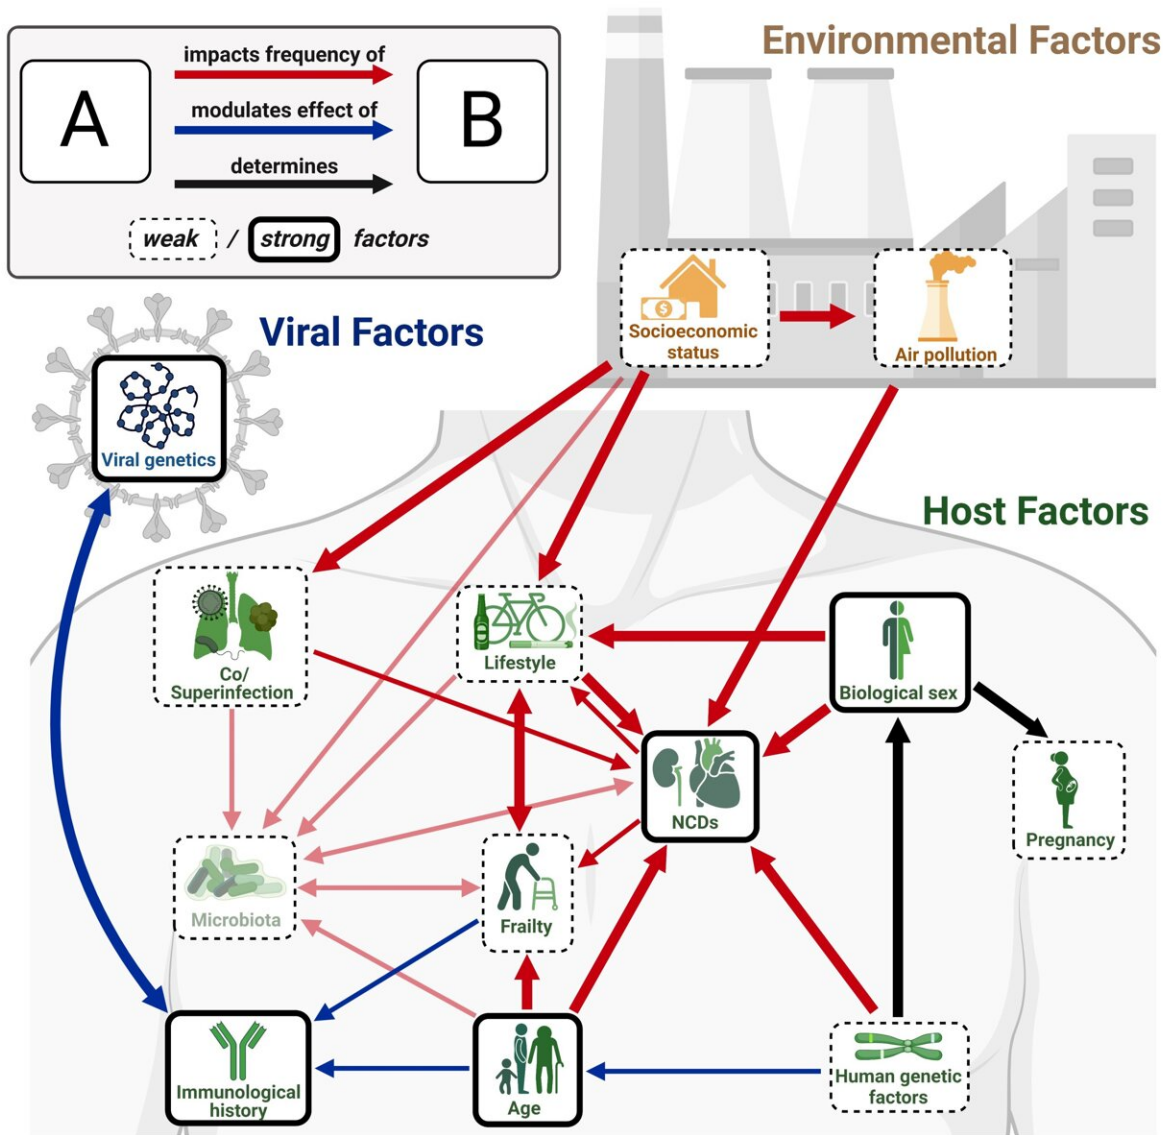 Environmental Factors
impacts frequency of
A
modulates effect of
B
determines
weak / strong factors
Viral Factors
Socioeconomic
status
Air pollution
Viral genetics
Host Factors
Co/
Superinfection
Lifestyle
Biological sex
NCDs
Pregnancy
Microbiota
Frailty
Immunological
history
Age
Human genetic
factors